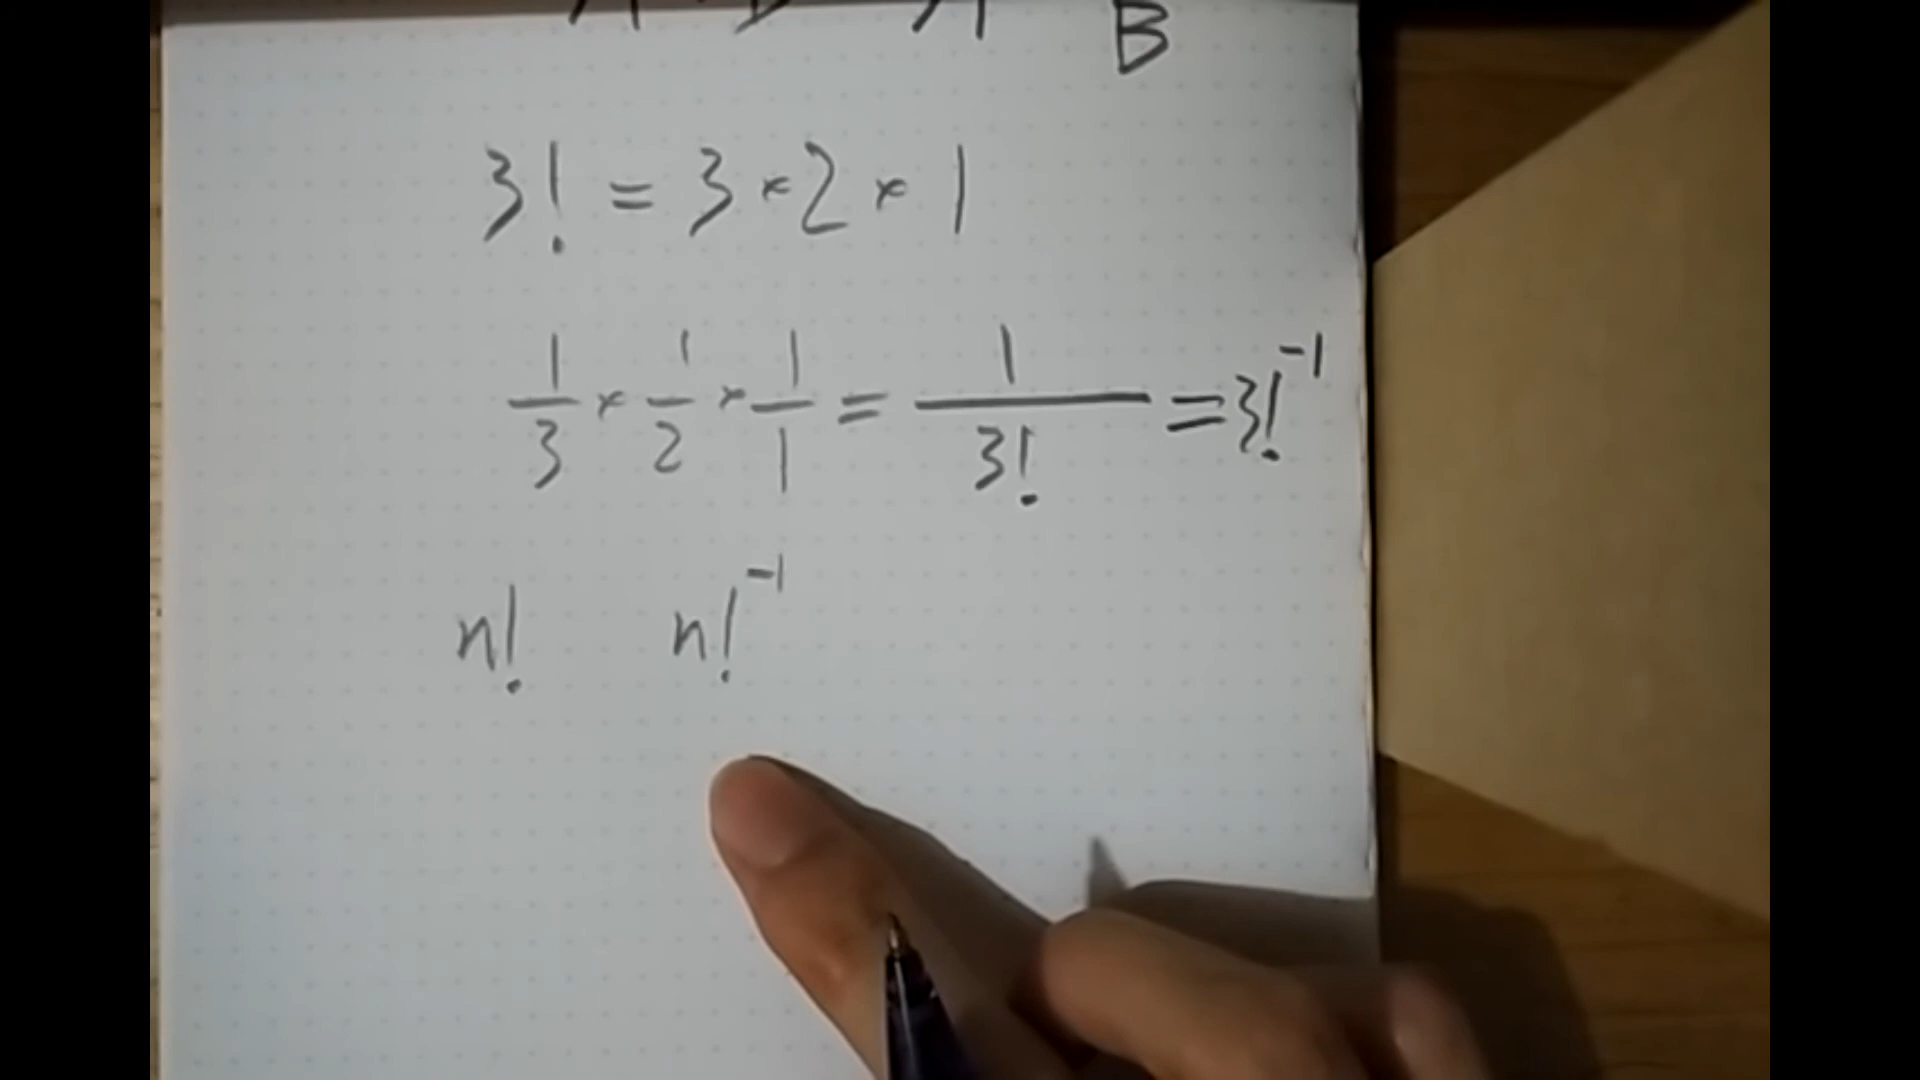 B
3! = 3 × 2 × 1
1/3 × 1/2 × 1/1 = 1/3! = 3!⁻¹
n! n!⁻¹